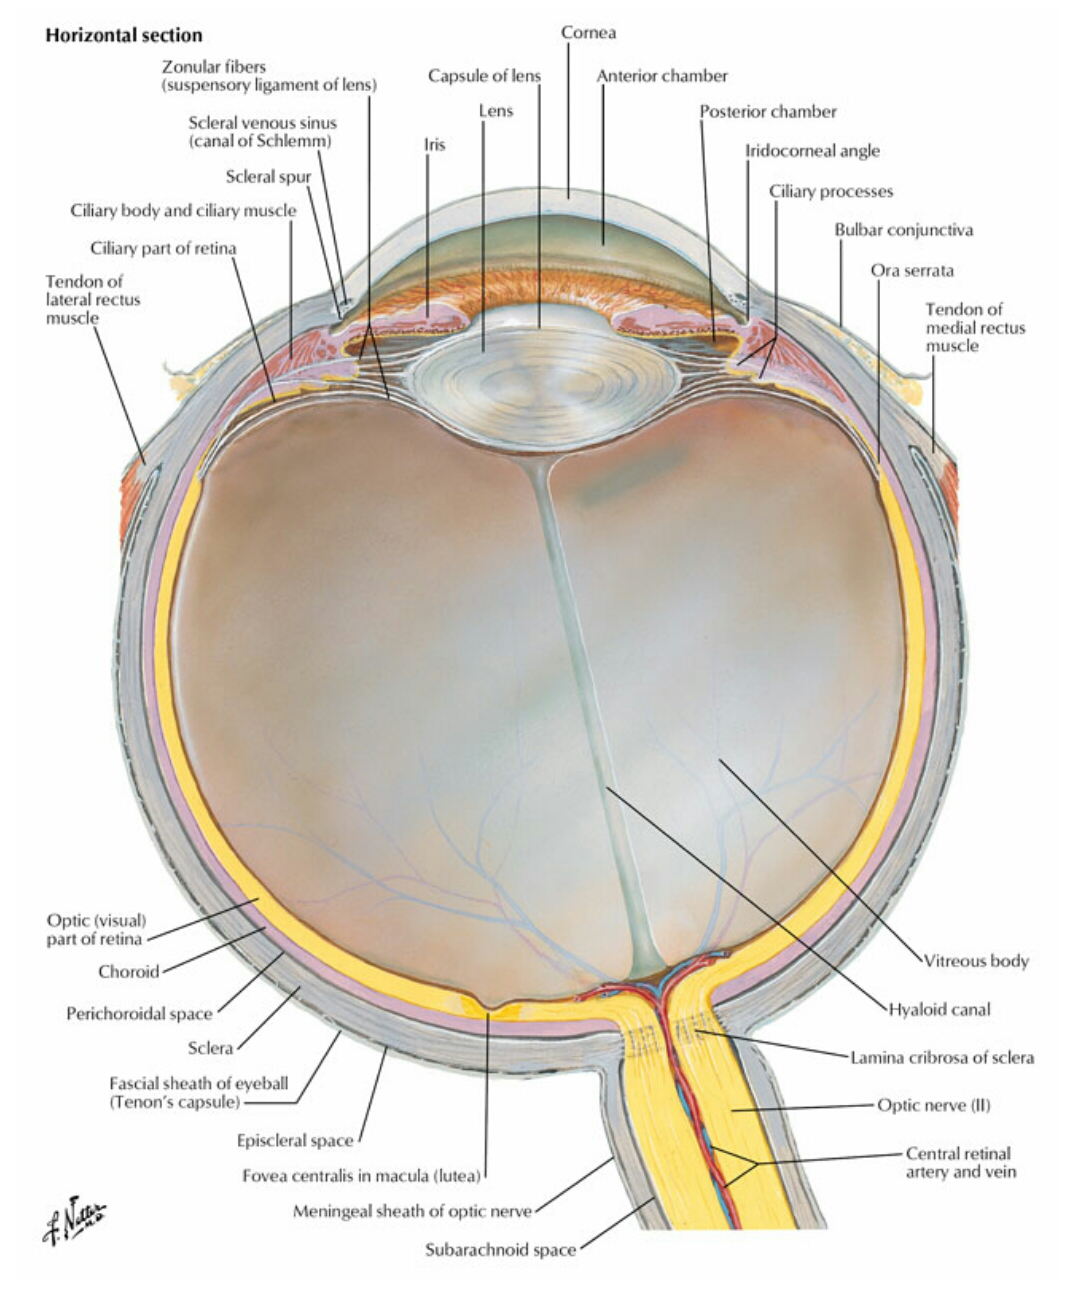 Horizontal section
Cornea
Zonular fibers
(suspensory ligament of lens)
Capsule of lens
Anterior chamber
Lens
Posterior chamber
Scleral venous sinus
(canal of Schlemm)
Iris
Iridocorneal angle
Scleral spur
Ciliary processes
Ciliary body and ciliary muscle
Bulbar conjunctiva
Ciliary part of retina
Ora serrata
Tendon of
lateral rectus
muscle
Tendon of
medial rectus
muscle
Optic (visual)
part of retina
Choroid
Vitreous body
Perichoroidal space
Hyaloid canal
Sclera
Lamina cribrosa of sclera
Fascial sheath of eyeball
(Tenon's capsule)
Optic nerve (II)
Episcleral space
Central retinal
artery and vein
Fovea centralis in macula (lutea)
Meningeal sheath of optic nerve
Subarachnoid space
F. Netter
M.D.